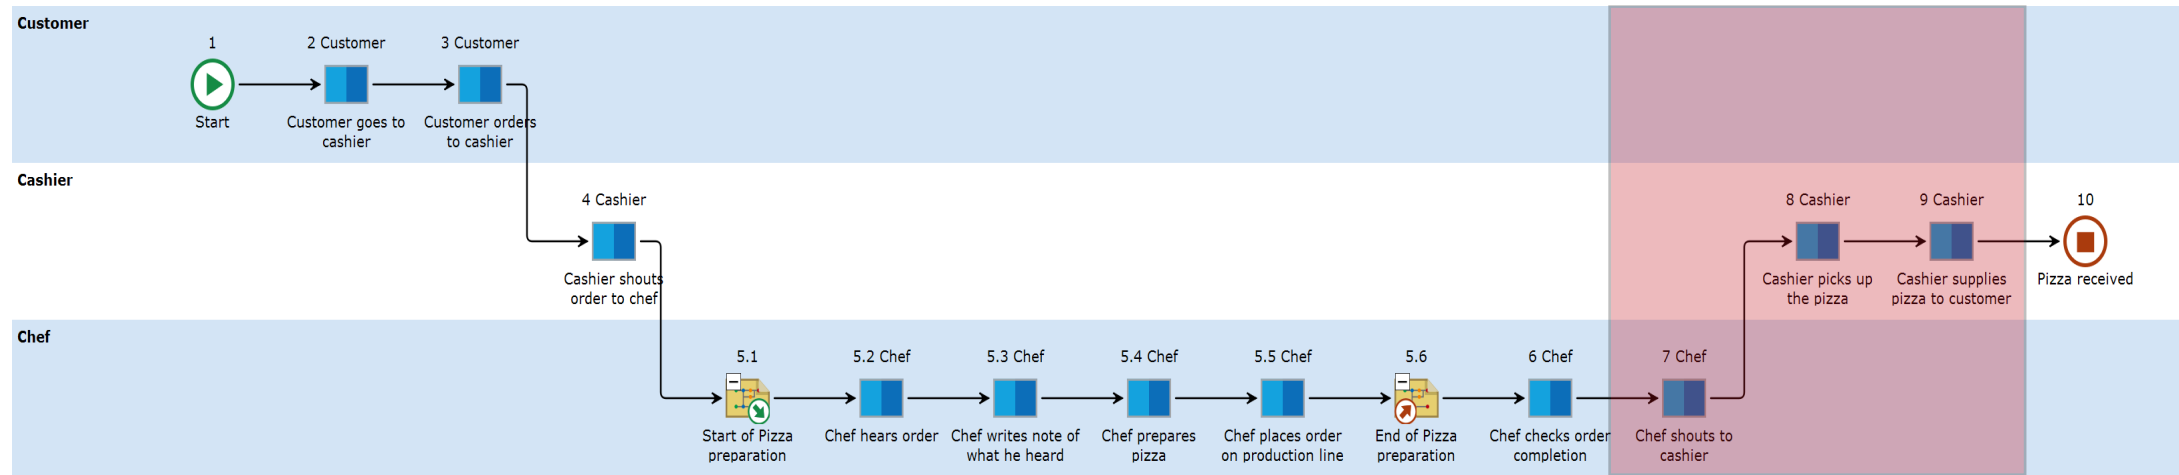 Customer
1
2 Customer
3 Customer
Start
Customer goes to
cashier
Customer orders
to cashier
Cashier
4 Cashier
8 Cashier
9 Cashier
10
Cashier shouts
order to chef
Cashier picks up
the pizza
Cashier supplies
pizza to customer
Pizza received
Chef
5.1
5.2 Chef
5.3 Chef
5.4 Chef
5.5 Chef
5.6
6 Chef
7 Chef
Start of Pizza
preparation
Chef hears order
Chef writes note of
what he heard
Chef prepares
pizza
Chef places order
on production line
End of Pizza
preparation
Chef checks order
completion
Chef shouts to
cashier